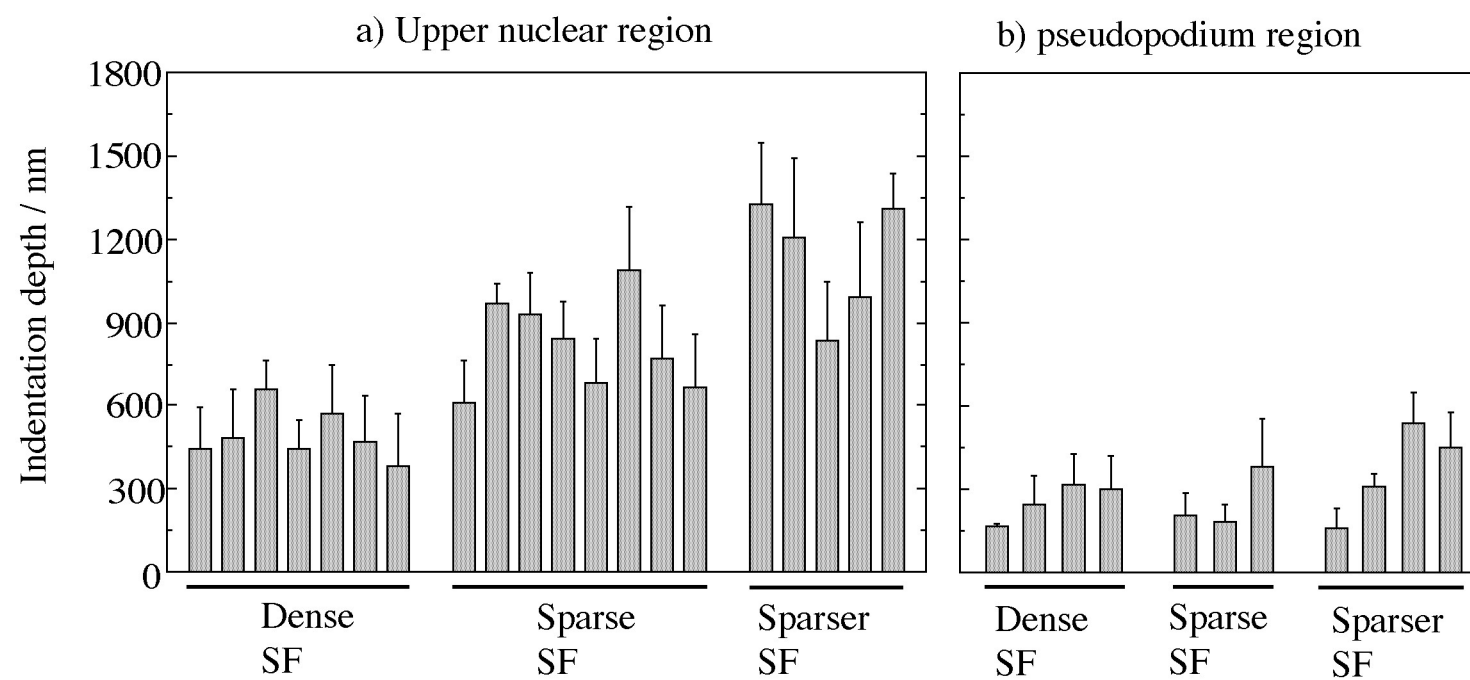 a) Upper nuclear region
b) pseudopodium region
Indentation depth / nm
1800
1500
1200
900
600
300
0
Dense
SF
Sparse
SF
Sparser
SF
Dense
SF
Sparse
SF
Sparser
SF